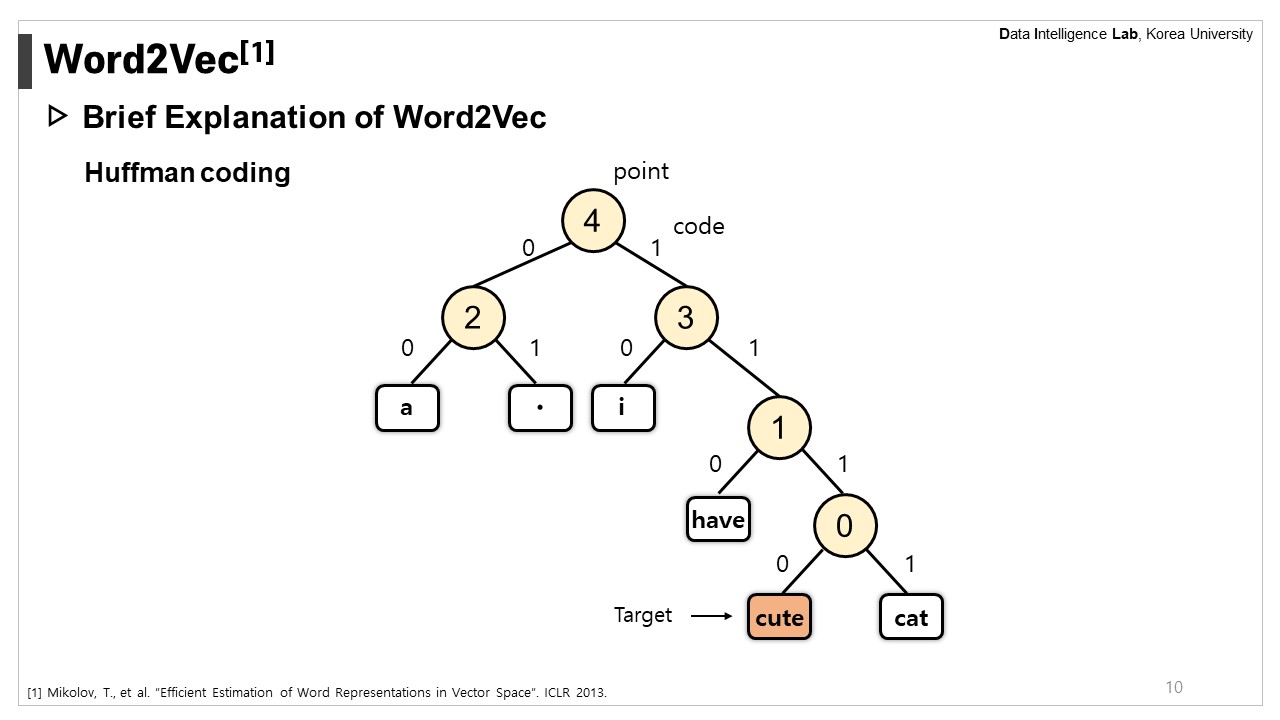 Data Intelligence Lab, Korea University
Word2Vec[1]
Brief Explanation of Word2Vec
Huffman coding
point
4
code
0 1
2 3
0 1 0 1
a . i
1
0 1
have
0
0 1
Target
cute cat
[1] Mikolov, T., et al. "Efficient Estimation of Word Representations in Vector Space". ICLR 2013.
10